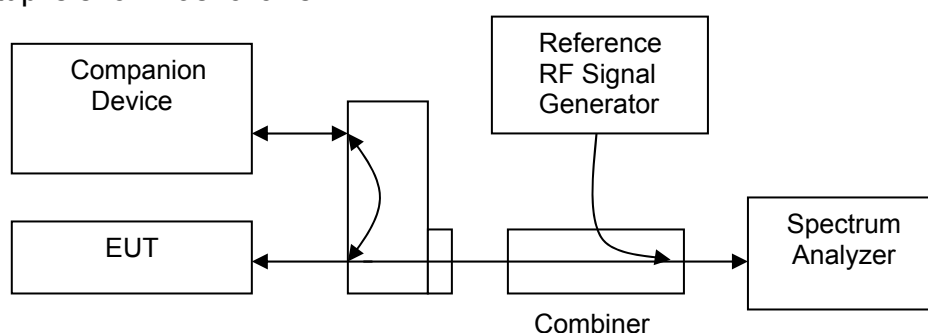 Companion
Device
Reference
RF Signal
Generator
EUT
Spectrum
Analyzer
Combiner